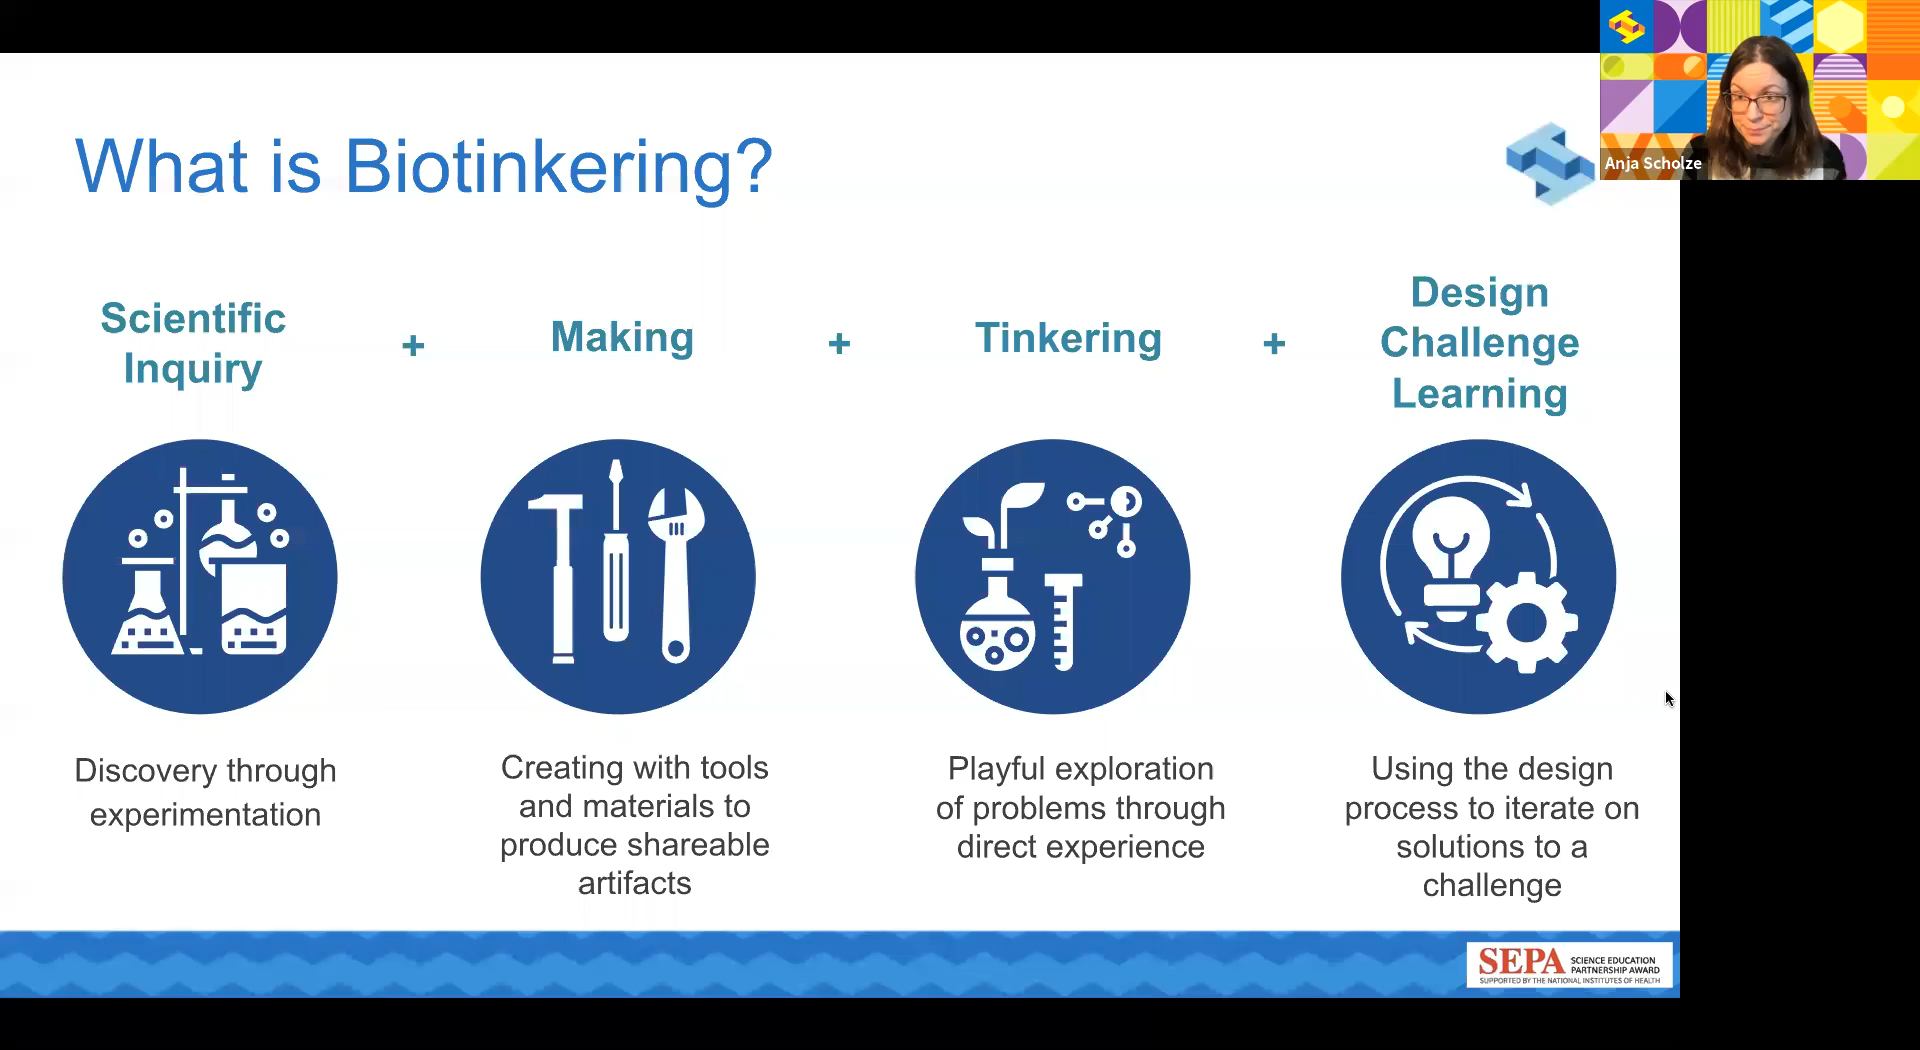 What is Biotinkering?
Anja Scholze
Scientific
Inquiry
+
Making
+
Tinkering
+
Design
Challenge
Learning
Discovery through
experimentation
Creating with tools
and materials to
produce shareable
artifacts
Playful exploration
of problems through
direct experience
Using the design
process to iterate on
solutions to a
challenge
SEPA
SCIENCE EDUCATION
PARTNERSHIP AWARD
SUPPORTED BY THE NATIONAL INSTITUTES OF HEALTH